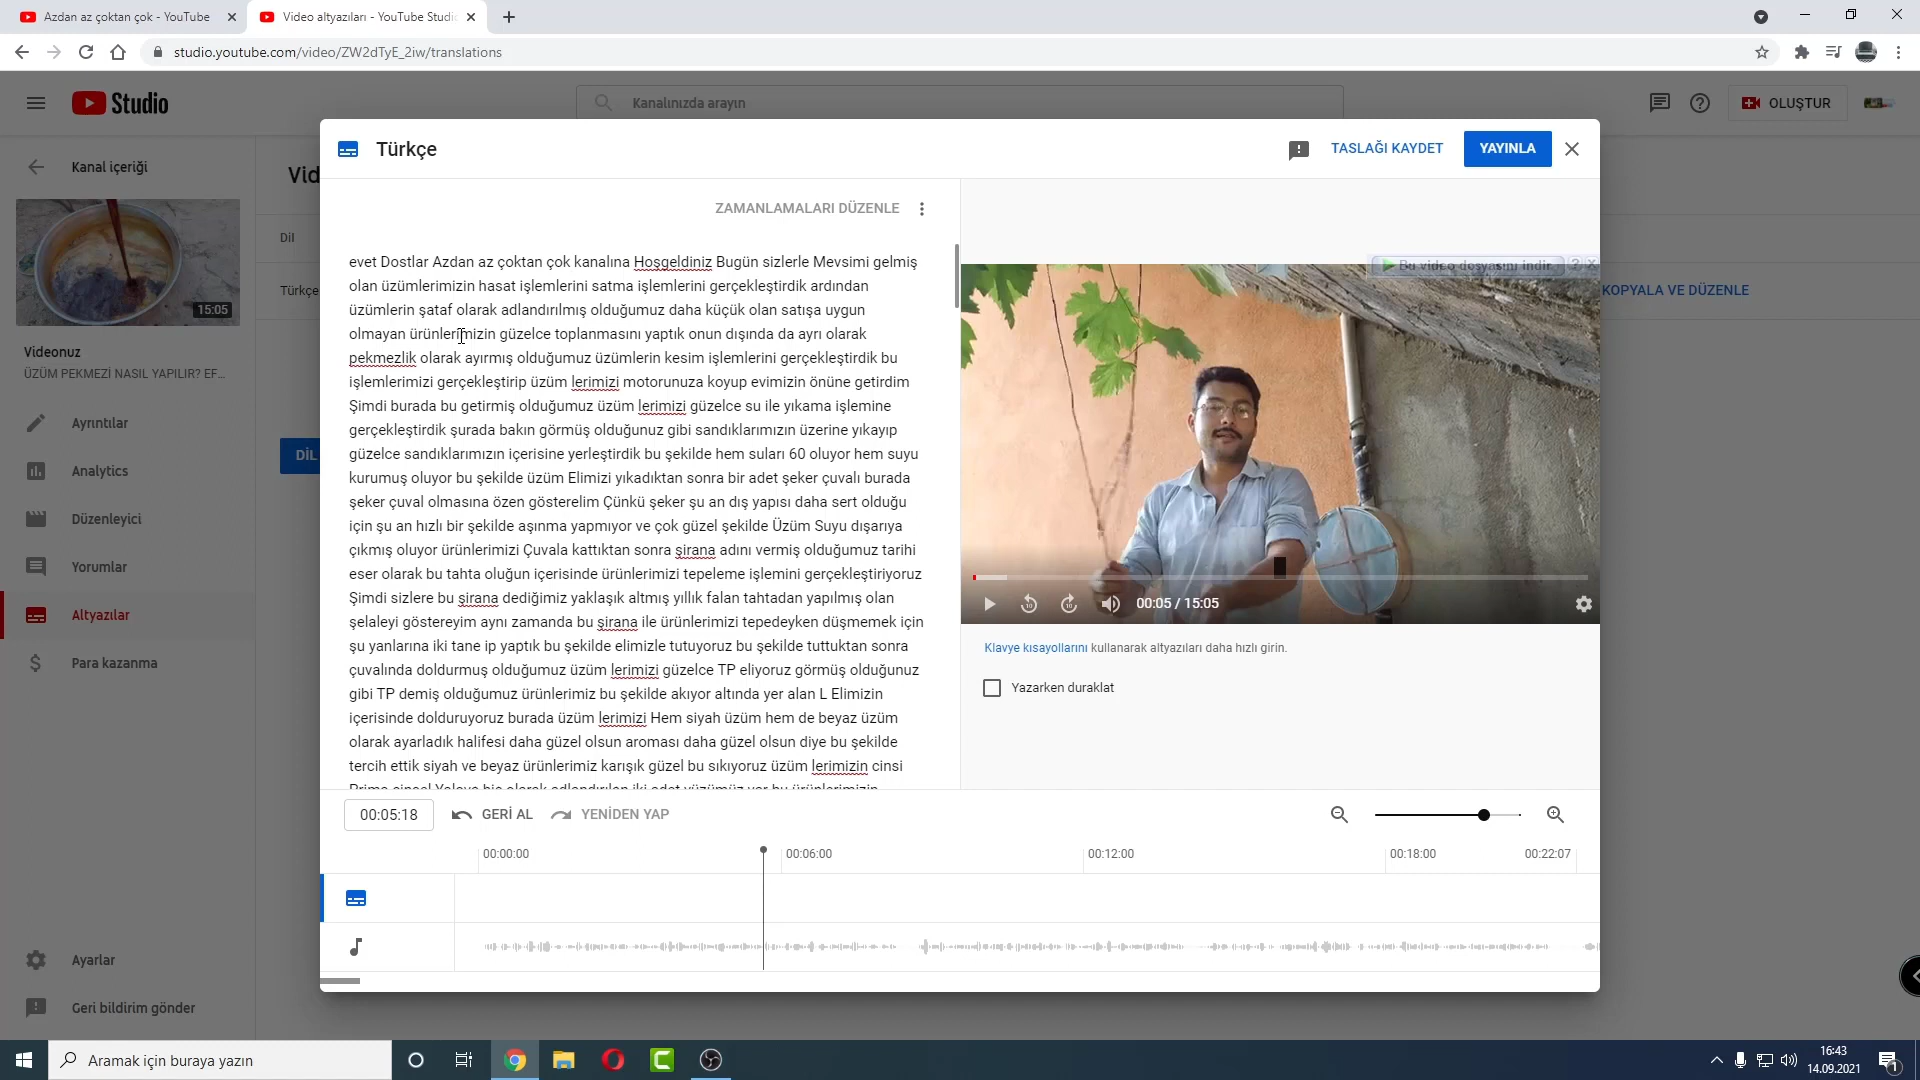 Azdan az çoktan çok - YouTube
Video altyazıları - YouTube Studio
studio.youtube.com/video/ZW2dTyE_2iw/translations
Studio
Kanalınızda arayın
OLUŞTUR
Kanal içeriği
15:05
Videonuz
ÜZÜM PEKMEZİ NASIL YAPILIR? EF...
Ayrıntılar
Analytics
Düzenleyici
Yorumlar
Altyazılar
Para kazanma
Ayarlar
Geri bildirim gönder
Vid
Dil
Türkçe
DİL
KOPYALA VE DÜZENLE
Türkçe
TASLAĞI KAYDET
YAYINLA
ZAMANLAMALARI DÜZENLE
evet Dostlar Azdan az çoktan çok kanalına Hoşgeldiniz Bugün sizlerle Mevsimi gelmiş
olan üzümlerimizin hasat işlemlerini satma işlemlerini gerçekleştirdik ardından
üzümlerin şataf olarak adlandırılmış olduğumuz daha küçük olan satışa uygun
olmayan ürünlerimizin güzelce toplanmasını yaptık onun dışında da ayrı olarak
pekmezlik olarak ayırmış olduğumuz üzümlerin kesim işlemlerini gerçekleştirdik bu
işlemlerimizi gerçekleştirip üzüm lerimizi motorunuza koyup evimizin önüne getirdim
Şimdi burada bu getirmiş olduğumuz üzüm lerimizi güzelce su ile yıkama işlemine
gerçekleştirdik şurada bakın görmüş olduğunuz gibi sandıklarımızın üzerine yıkayıp
güzelce sandıklarımızın içerisine yerleştirdik bu şekilde hem suları 60 oluyor hem suyu
kurumuş oluyor bu şekilde üzüm Elimizi yıkadıktan sonra bir adet şeker çuvalı burada
şeker çuval olmasına özen gösterelim Çünkü şeker şu an dış yapısı daha sert olduğu
için şu an hızlı bir şekilde aşınma yapmıyor ve çok güzel şekilde Üzüm Suyu dışarıya
çıkmış oluyor ürünlerimizi Çuvala kattıktan sonra şirana adını vermiş olduğumuz tarihi
eser olarak bu tahta oluğun içerisinde ürünlerimizi tepeleme işlemini gerçekleştiriyoruz
Şimdi sizlere bu şirana dediğimiz yaklaşık altmış yıllık falan tahtadan yapılmış olan
şelaleyi göstereyim aynı zamanda bu şirana ile ürünlerimizi tepedeyken düşmemek için
şu yanlarına iki tane ip yaptık bu şekilde elimizle tutuyoruz bu şekilde tuttuktan sonra
çuvalında doldurmuş olduğumuz üzüm lerimizi güzelce TP eliyoruz görmüş olduğunuz
gibi TP demiş olduğumuz ürünlerimiz bu şekilde akıyor altında yer alan L Elimizin
içerisinde dolduruyoruz burada üzüm lerimizi Hem siyah üzüm hem de beyaz üzüm
olarak ayarladık halifesi daha güzel olsun aroması daha güzel olsun diye bu şekilde
tercih ettik siyah ve beyaz ürünlerimiz karışık güzel bu sıkıyoruz üzüm lerimizin cinsi
Bu video dosyasını indir
00:05 / 15:05
Klavye kısayollarını kullanarak altyazıları daha hızlı girin.
Yazarken duraklat
00:05:18
GERİ AL
YENİDEN YAP
00:00:00
00:06:00
00:12:00
00:18:00
00:22:07
Aramak için buraya yazın
16:43
14.09.2021
1